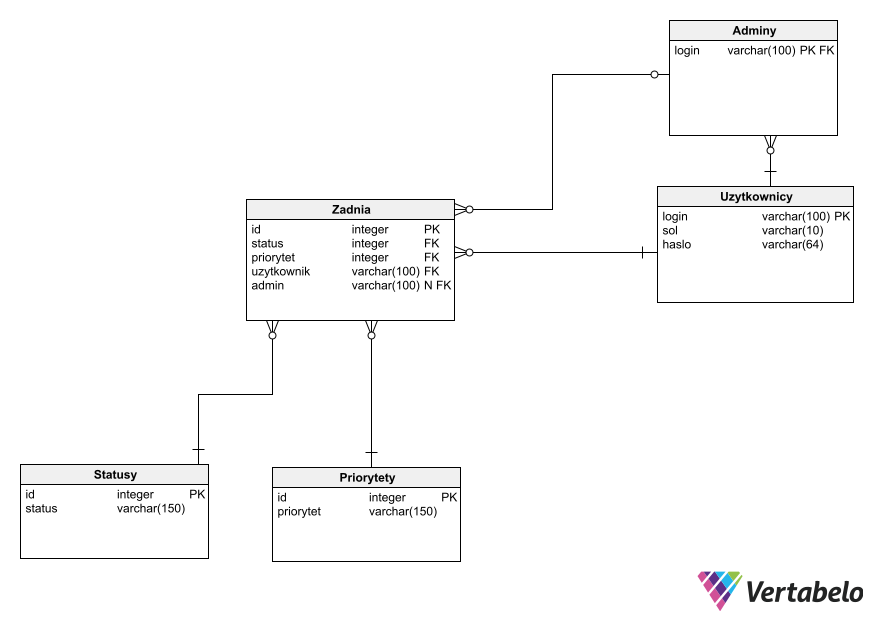 Adminy
login varchar(100) PK FK
Uzytkownicy
login varchar(100) PK
sol varchar(10)
haslo varchar(64)
Zadnia
id integer PK
status integer FK
priorytet integer FK
uzytkownik varchar(100) FK
admin varchar(100) N FK
Statusy
id integer PK
status varchar(150)
Priorytety
id integer PK
priorytet varchar(150)
Vertabelo